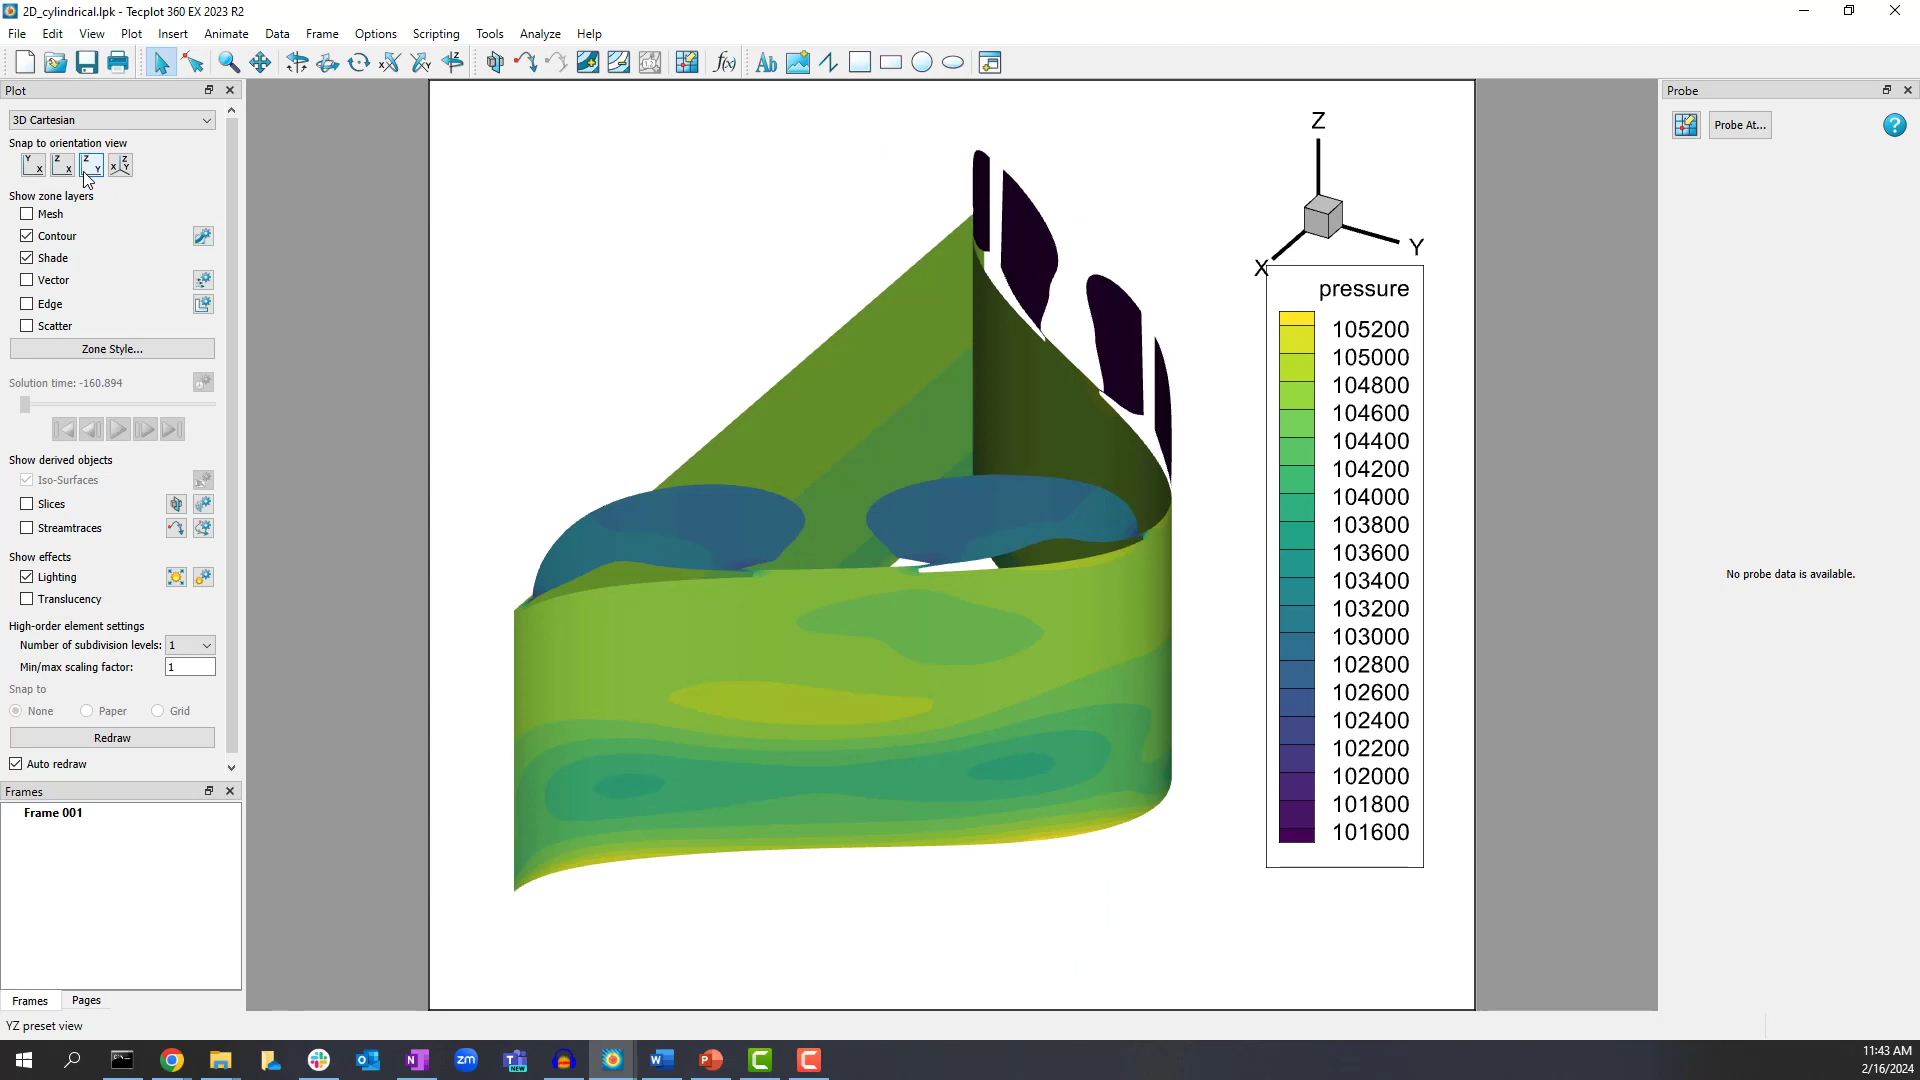 2D_cylindrical.lpk - Tecplot 360 EX 2023 R2
File Edit View Plot Insert Animate Data Frame Options Scripting Tools Analyze Help
Plot
3D Cartesian
Snap to orientation view
Y X Z X Z Y X Z Y
Show zone layers
Mesh
Contour
Shade
Vector
Edge
Scatter
Zone Style...
Solution time: -160.894
Show derived objects
Iso-Surfaces
Slices
Streamtraces
Show effects
Lighting
Translucency
High-order element settings
Number of subdivision levels: 1
Min/max scaling factor: 1
Snap to
None Paper Grid
Redraw
Auto redraw
Frames
Frame 001
Frames Pages
YZ preset view
Z
Y
X
pressure
105200
105000
104800
104600
104400
104200
104000
103800
103600
103400
103200
103000
102800
102600
102400
102200
102000
101800
101600
Probe
Probe At...
No probe data is available.
11:43 AM
2/16/2024